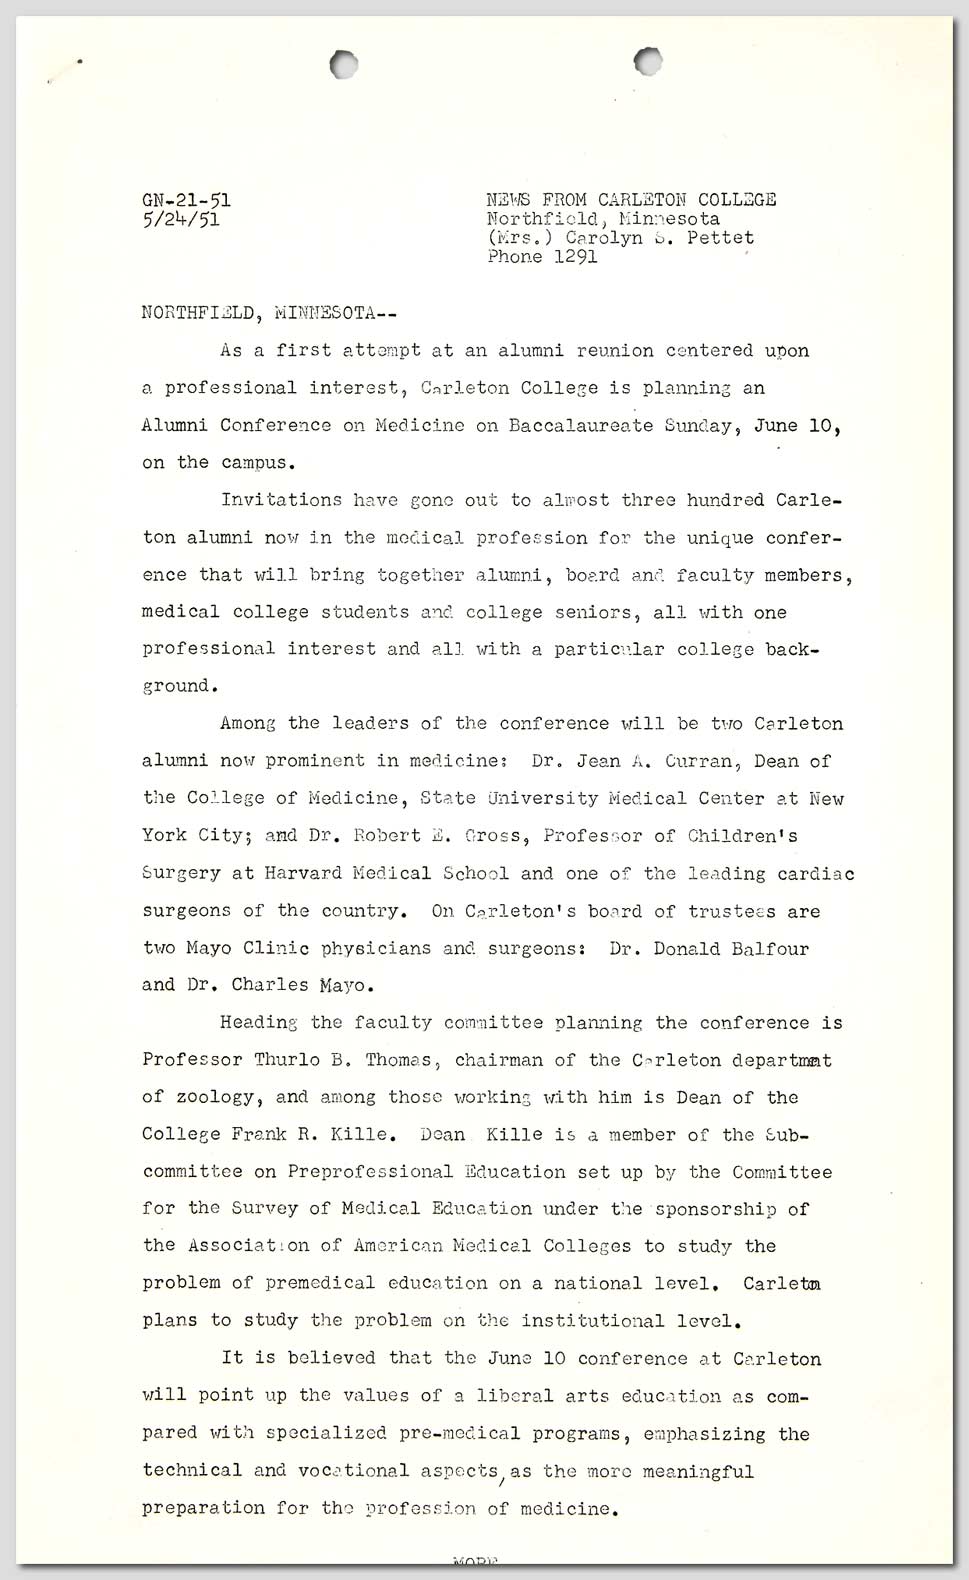 GN-21-51
5/24/51
NEWS FROM CARLETON COLLEGE
Northfield, Minnesota
(Mrs.) Carolyn S. Pettet
Phone 1291
NORTHFIELD, MINNESOTA--
As a first attempt at an alumni reunion centered upon
a professional interest, Carleton College is planning an
Alumni Conference on Medicine on Baccalaureate Sunday, June 10,
on the campus.
Invitations have gone out to almost three hundred Carle-
ton alumni now in the medical profession for the unique confer-
ence that will bring together alumni, board and faculty members,
medical college students and college seniors, all with one
professional interest and all with a particular college back-
ground.
Among the leaders of the conference will be two Carleton
alumni now prominent in medicine: Dr. Jean A. Curran, Dean of
the College of Medicine, State University Medical Center at New
York City; and Dr. Robert E. Gross, Professor of Children's
Surgery at Harvard Medical School and one of the leading cardiac
surgeons of the country. On Carleton's board of trustees are
two Mayo Clinic physicians and surgeons: Dr. Donald Balfour
and Dr. Charles Mayo.
Heading the faculty committee planning the conference is
Professor Thurlo B. Thomas, chairman of the Carleton department
of zoology, and among those working with him is Dean of the
College Frank R. Kille. Dean Kille is a member of the Sub-
committee on Preprofessional Education set up by the Committee
for the Survey of Medical Education under the sponsorship of
the Association of American Medical Colleges to study the
problem of premedical education on a national level. Carleton
plans to study the problem on the institutional level.
It is believed that the June 10 conference at Carleton
will point up the values of a liberal arts education as com-
pared with specialized pre-medical programs, emphasizing the
technical and vocational aspects, as the more meaningful
preparation for the profession of medicine.
MORE